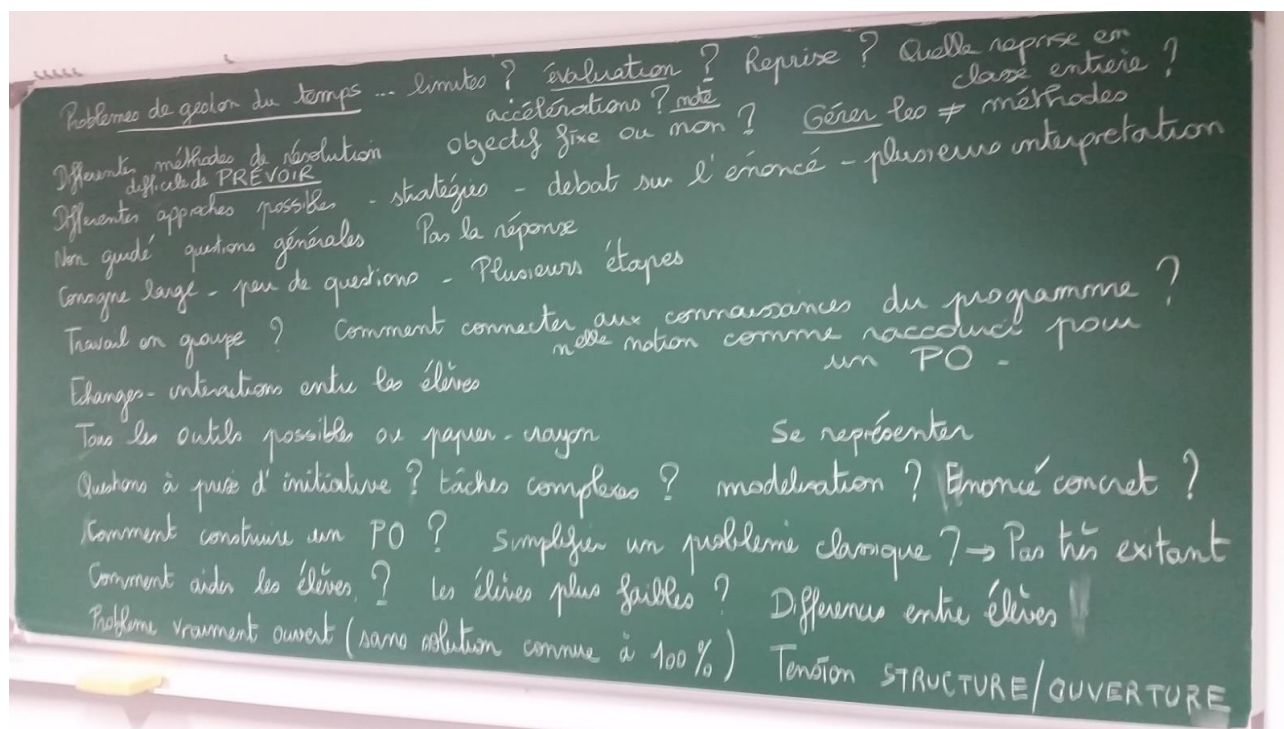 Problèmes de gestion du temps ... limites ? évaluation ? Reprise ? Quelle reprise en
classe entière ?
accélérations ? note
Différentes méthodes de résolution objectif fixe ou non ? Gérer les ≠ méthodes
difficile de PRÉVOIR
Différentes approches possibles - stratégies - debat sur l'énoncé - plusieurs interpretation
Non guidé questions générales Pas la réponse
Consigne large - peu de questions - Plusieurs étapes
Travail en groupe ? Comment connecter aux connaissances du programme ?
nelle notion comme raccourci pour
un PO -
Echanges - interactions entre les élèves
Tous les outils possibles ou papier-crayon Se représenter
Questions à prise d'initiative ? tâches complexes ? modelisation ? Enoncé concret ?
Comment construire un PO ? Simplifier un problème classique ? → Pas très exitant
Comment aider les élèves ? les élèves plus faibles ? Differences entre élèves
Problème vraiment ouvert (sans solution connue à 100 %) Tension STRUCTURE/OUVERTURE